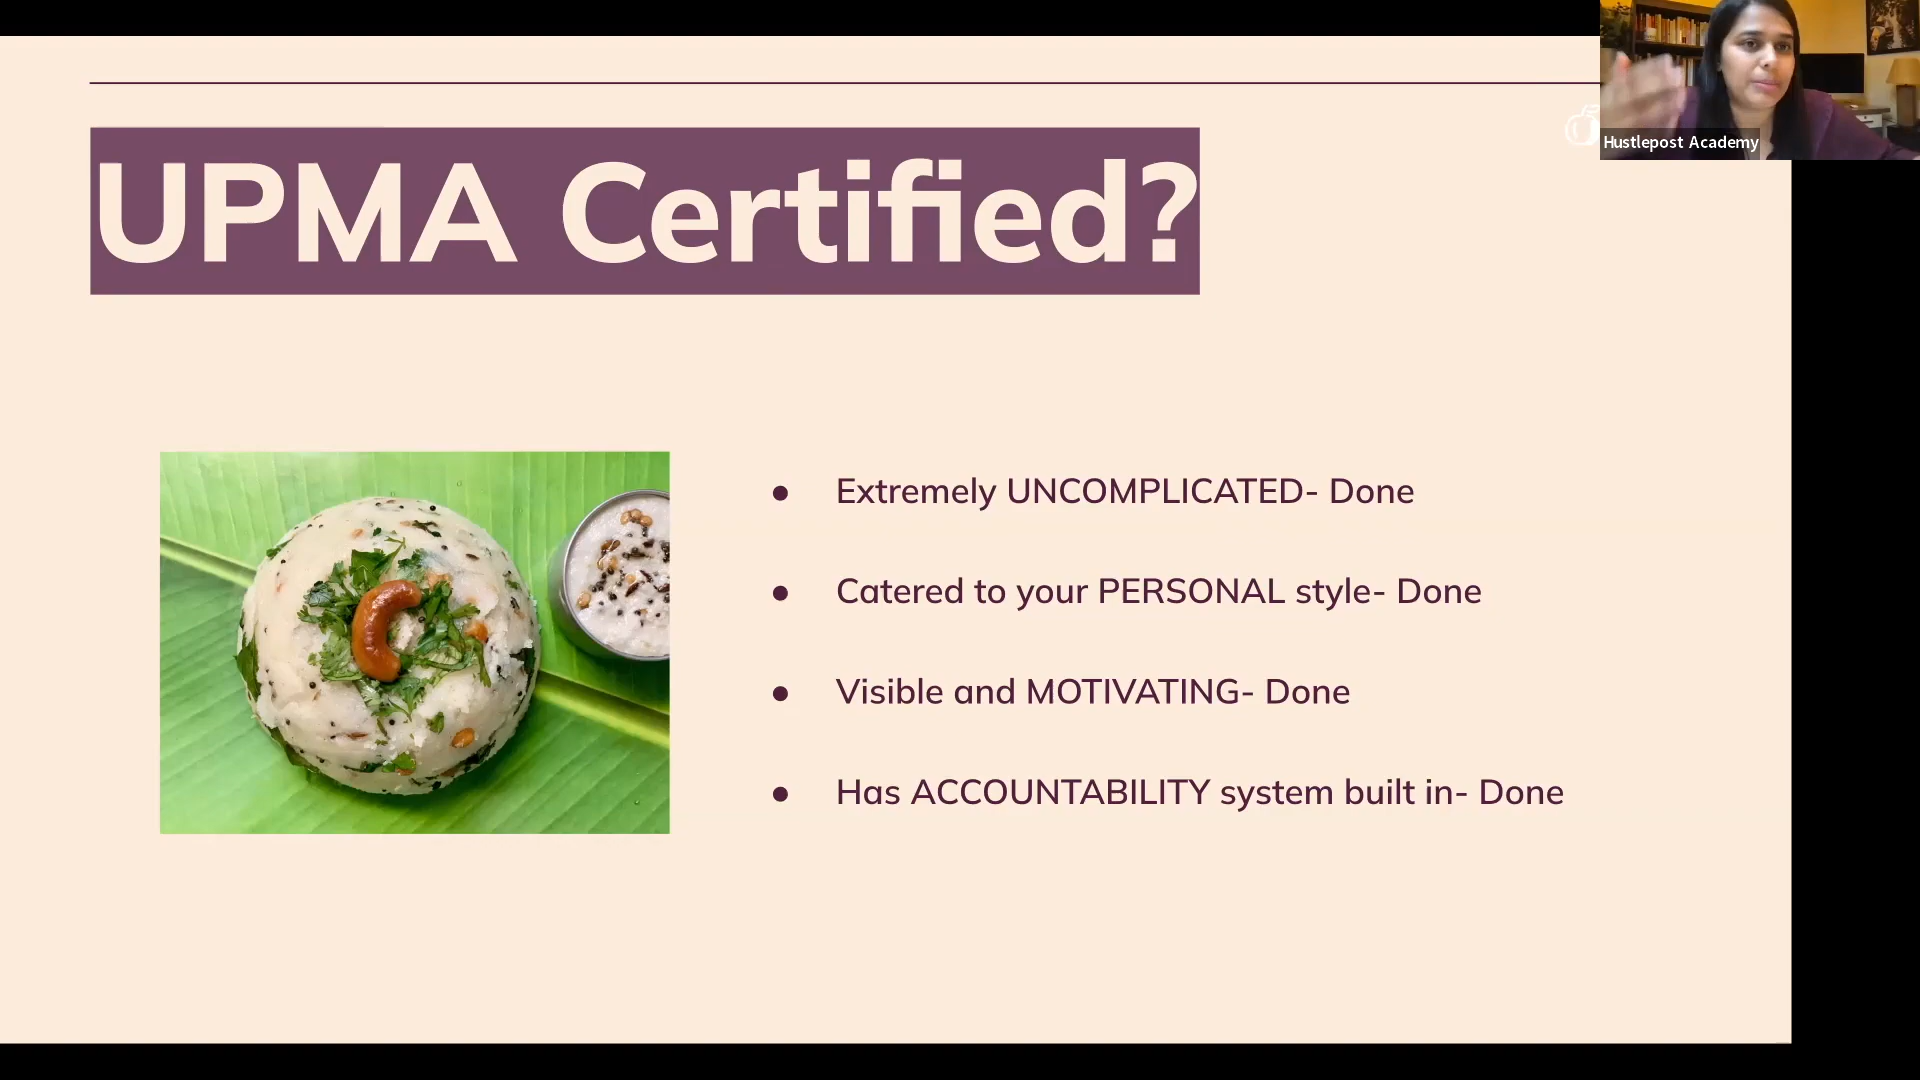 UPMA Certified?
Hustlepost Academy
● Extremely UNCOMPLICATED- Done
● Catered to your PERSONAL style- Done
● Visible and MOTIVATING- Done
● Has ACCOUNTABILITY system built in- Done